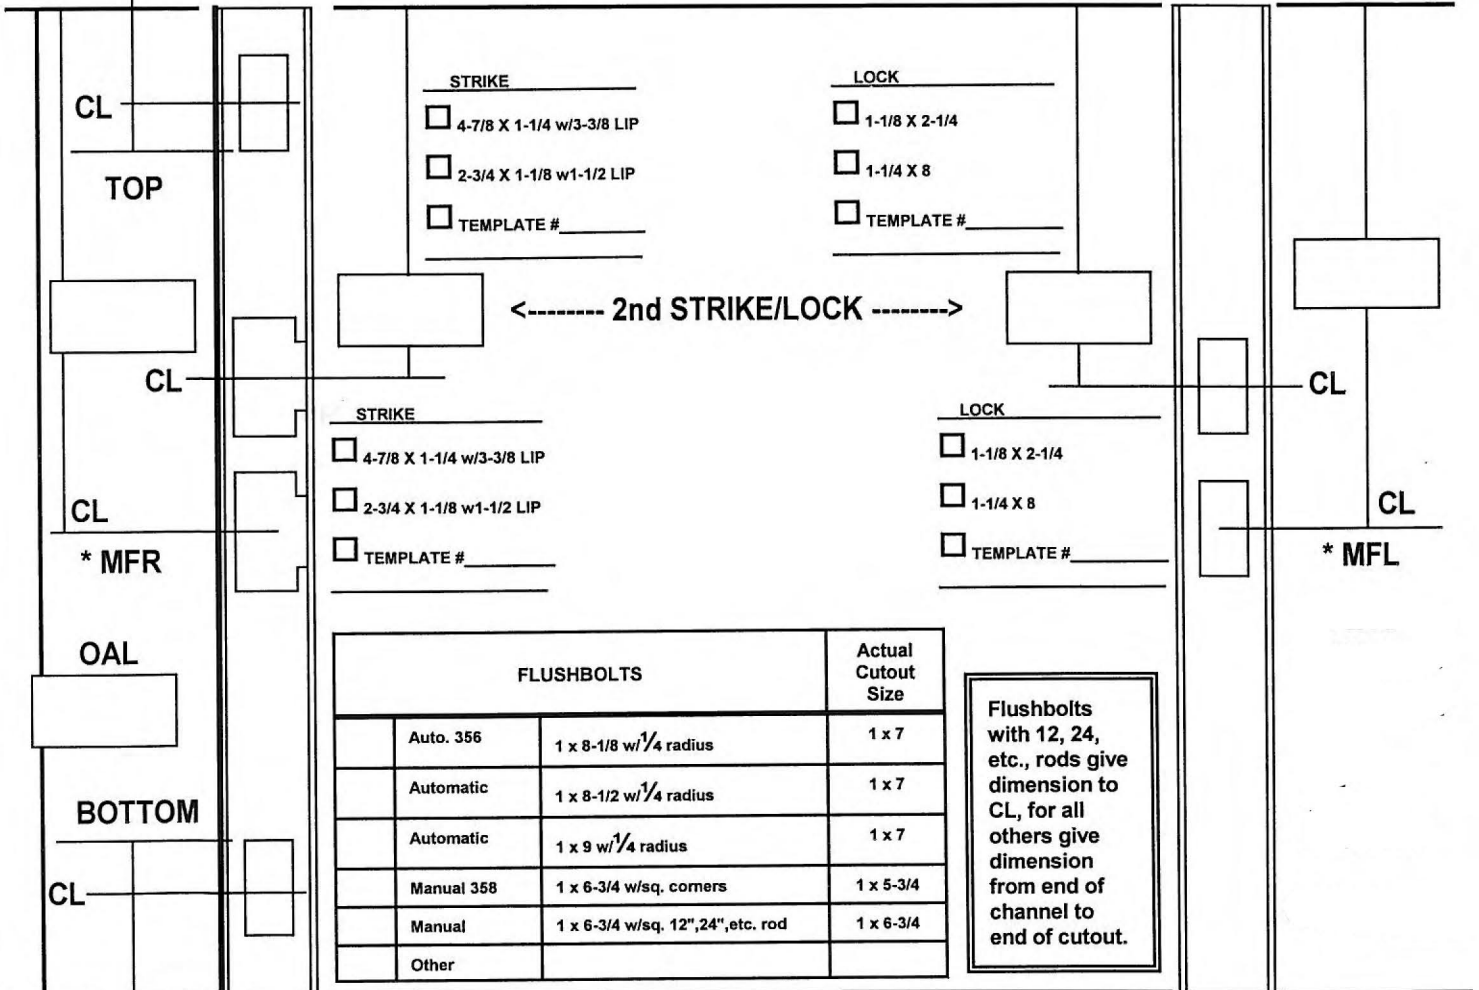 STRIKE
4-7/8 X 1-1/4 w/3-3/8 LIP
2-3/4 X 1-1/8 w1-1/2 LIP
TEMPLATE #
LOCK
1-1/8 X 2-1/4
1-1/4 X 8
TEMPLATE #
CL
TOP
<-------- 2nd STRIKE/LOCK -------->
CL
CL
STRIKE
4-7/8 X 1-1/4 w/3-3/8 LIP
2-3/4 X 1-1/8 w1-1/2 LIP
TEMPLATE #
LOCK
1-1/8 X 2-1/4
1-1/4 X 8
TEMPLATE #
CL
* MFR
CL
* MFL
OAL
BOTTOM
CL
FLUSHBOLTS
Actual
Cutout
Size
Auto. 356 1 x 8-1/8 w/1/4 radius 1 x 7
Automatic 1 x 8-1/2 w/1/4 radius 1 x 7
Automatic 1 x 9 w/1/4 radius 1 x 7
Manual 358 1 x 6-3/4 w/sq. corners 1 x 5-3/4
Manual 1 x 6-3/4 w/sq. 12",24",etc. rod 1 x 6-3/4
Other
Flushbolts
with 12, 24,
etc., rods give
dimension to
CL, for all
others give
dimension
from end of
channel to
end of cutout.